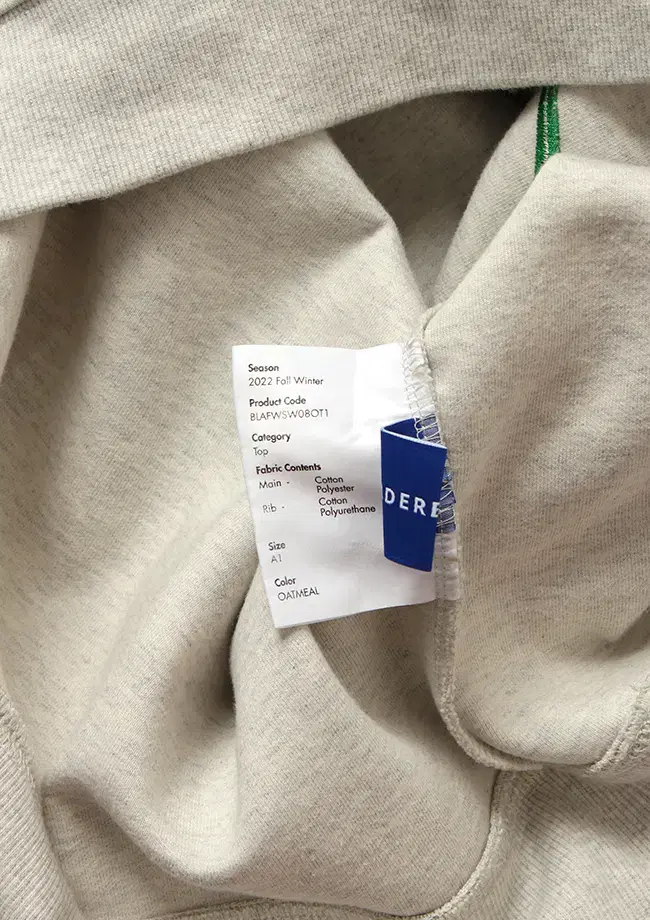 Season
2022 Fall Winter
Product Code
BLAFWSW08OT1
Category
Top
Fabric Contents
Main - Cotton
Polyester
Rib - Cotton
Polyurethane
Size
A1
Color
OATMEAL
DERE